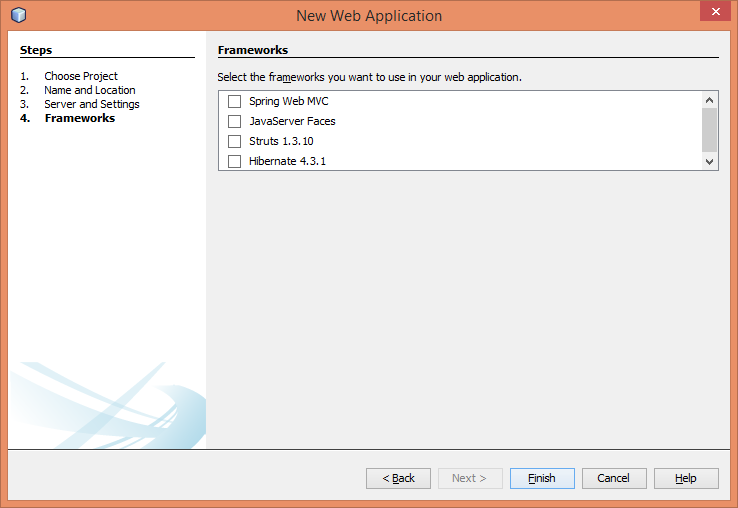 New Web Application
Steps
1. Choose Project
2. Name and Location
3. Server and Settings
4. Frameworks
Frameworks
Select the frameworks you want to use in your web application.
Spring Web MVC
JavaServer Faces
Struts 1.3.10
Hibernate 4.3.1
< Back
Next >
Finish
Cancel
Help